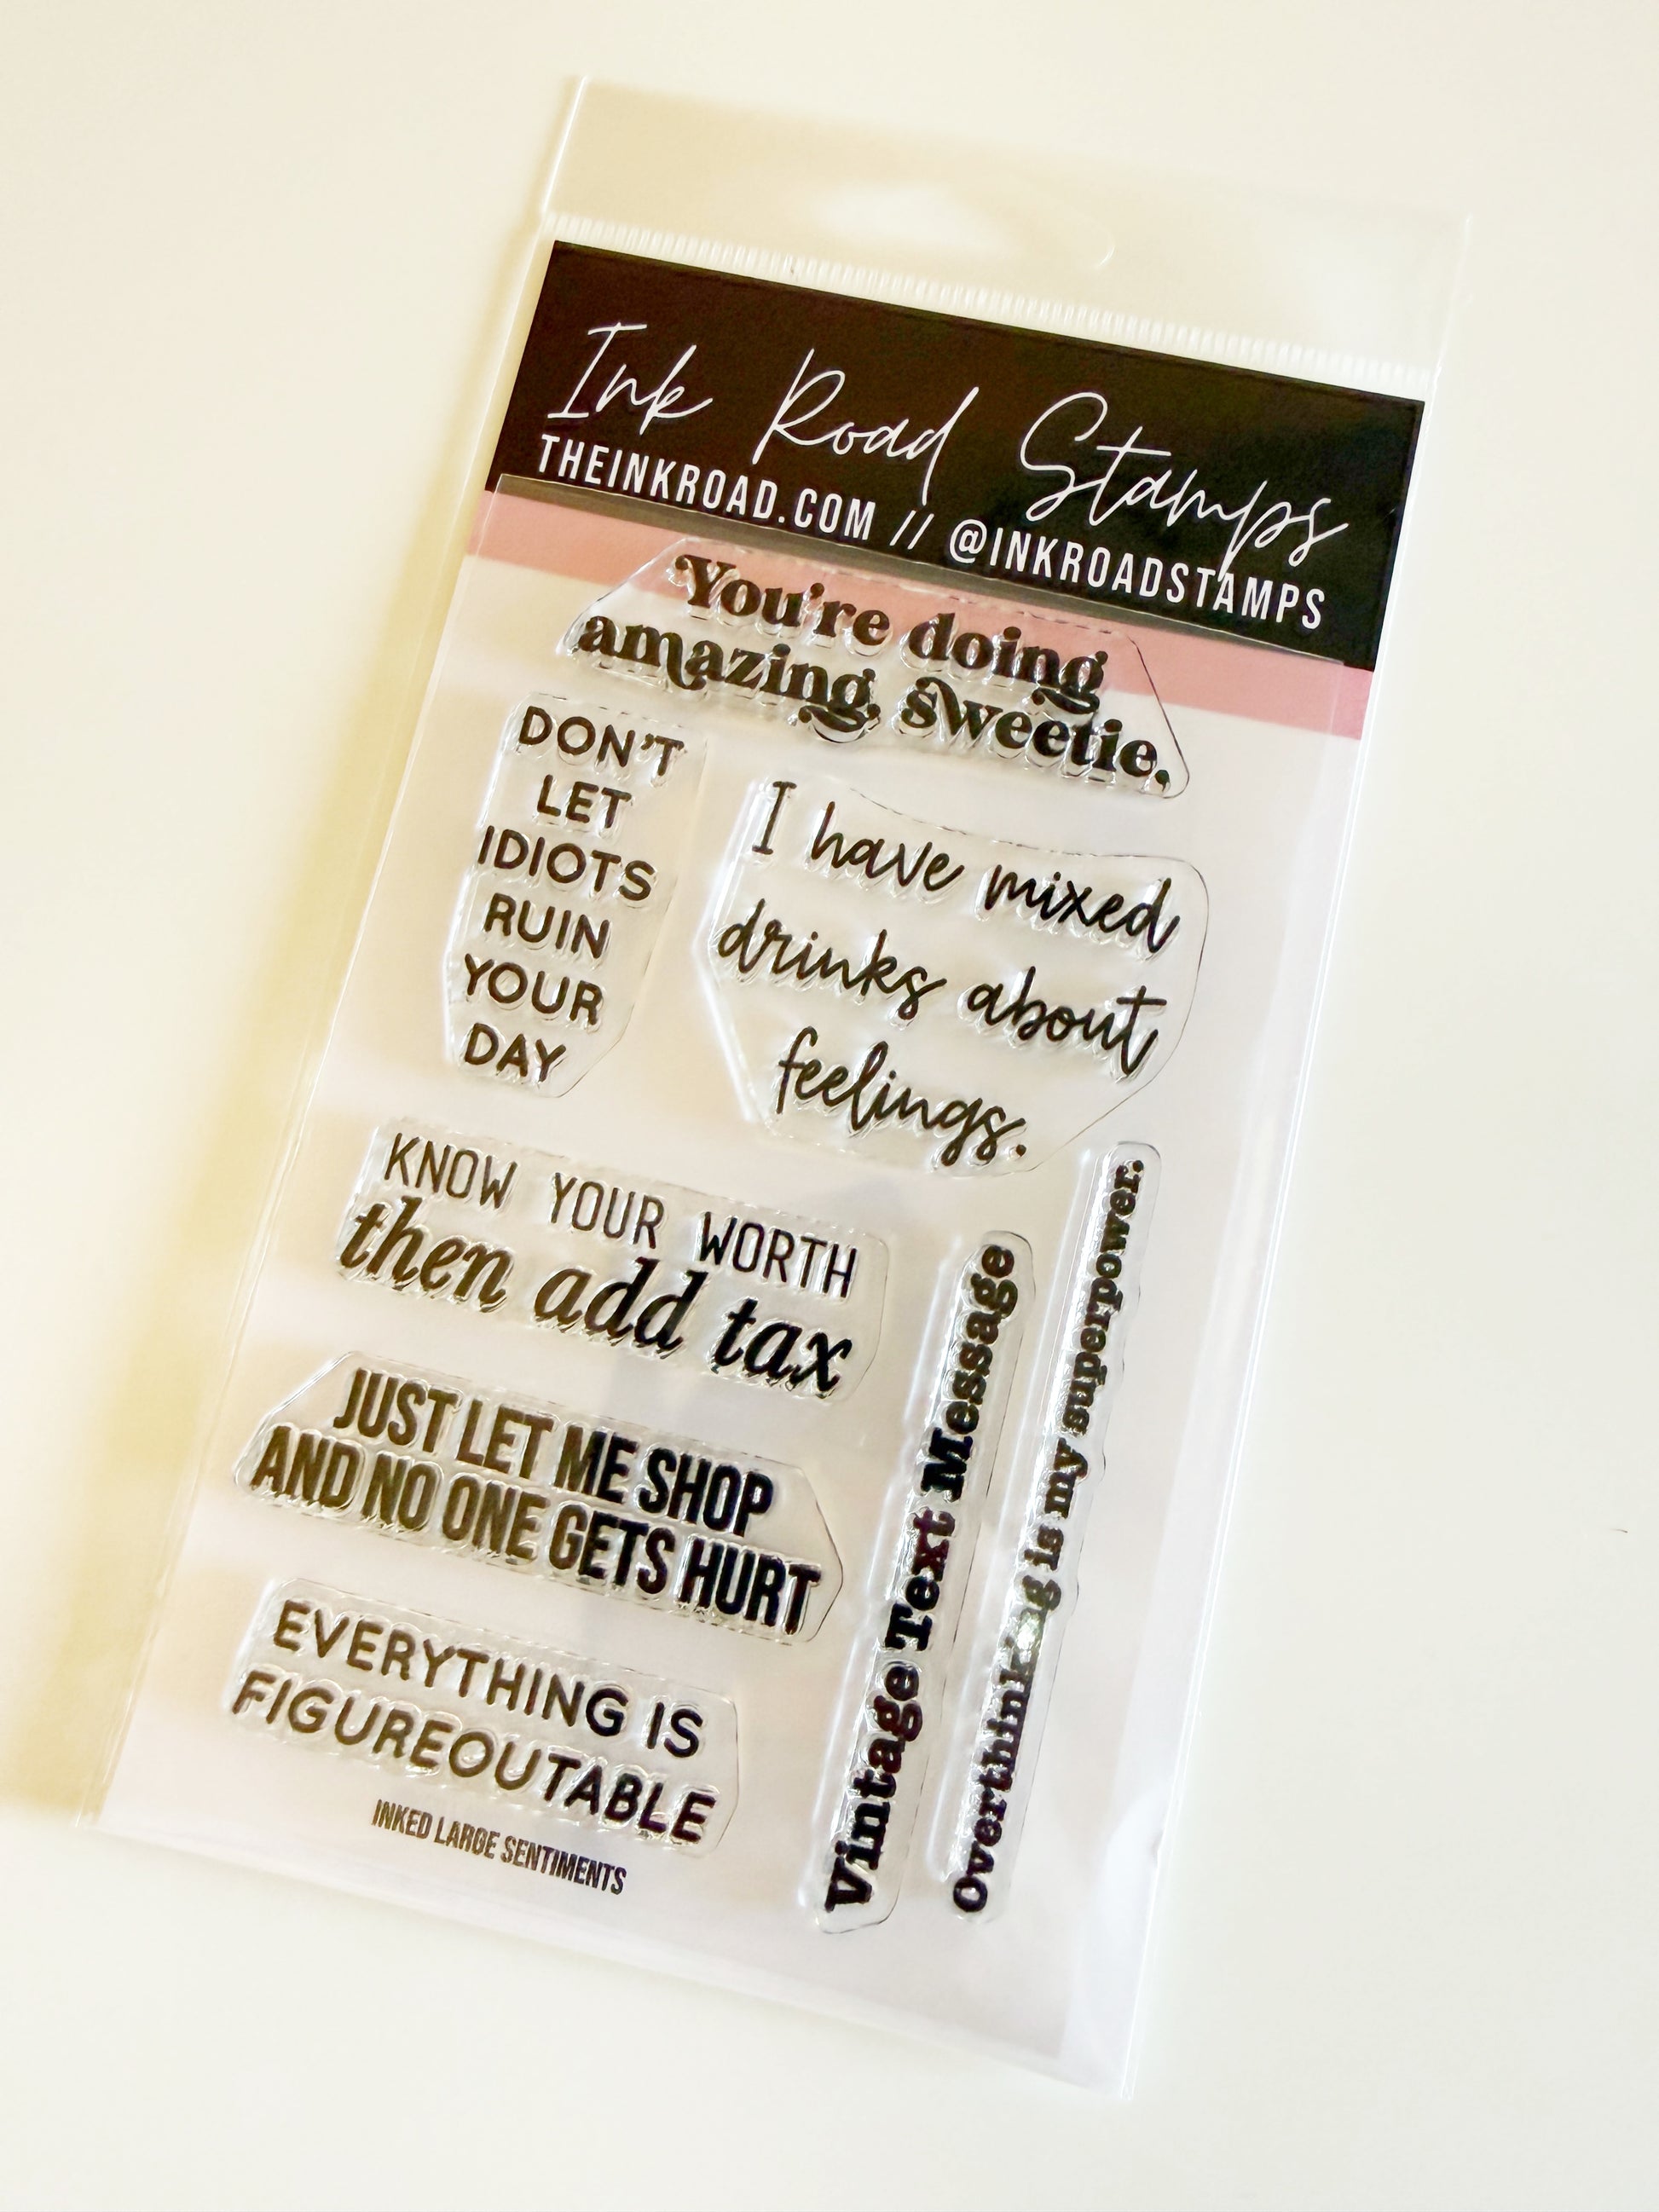 Ink Road Stamps
THEINKROAD.COM // @INKROADSTAMPS
You're doing
amazing, sweetie.
DON'T
LET
IDIOTS
RUIN
YOUR
DAY
I have mixed
drinks about
feelings.
KNOW YOUR WORTH
then add tax
JUST LET ME SHOP
AND NO ONE GETS HURT
EVERYTHING IS
FIGUREOUTABLE
Vintage Text Message
Overthinking is my superpower.
INKED LARGE SENTIMENTS